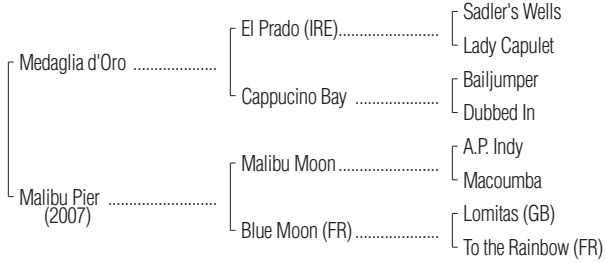 Sadler's Wells
El Prado (IRE)......................
Lady Capulet
Medaglia d'Oro ......................
Bailjumper
Cappucino Bay ......................
Dubbed In
A.P. Indy
Malibu Moon ..........................
Macoumba
Malibu Pier ............................
(2007)
Lomitas (GB)
Blue Moon (FR)......................
To the Rainbow (FR)